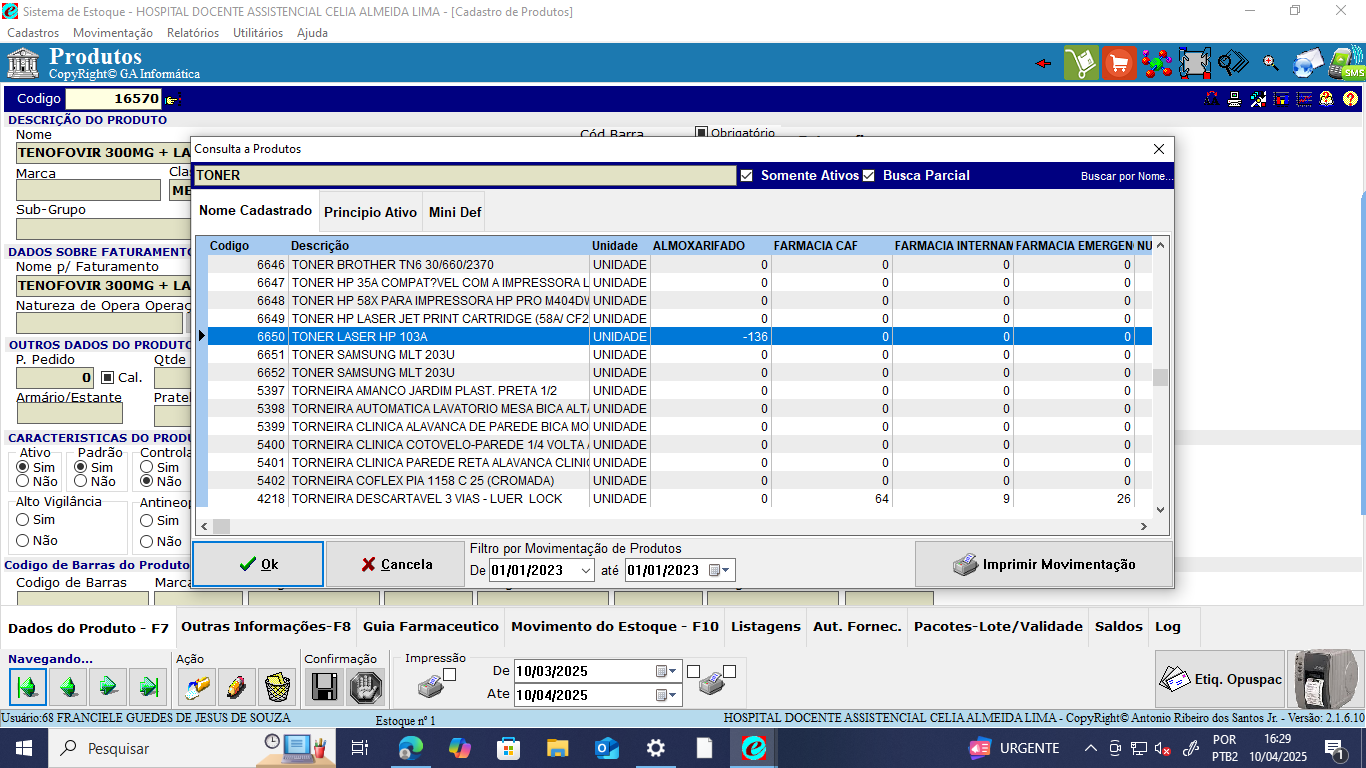 Sistema de Estoque - HOSPITAL DOCENTE ASSISTENCIAL CELIA ALMEIDA LIMA - [Cadastro de Produtos]
Cadastros Movimentação Relatórios Utilitários Ajuda
Produtos
CopyRight© GA Informática
SMS
Codigo 16570
DESCRIÇÃO DO PRODUTO
Nome
Cód Barra
Obrigatório
TENOFOVIR 300MG + LA
Marca
Clas
ME
Sub-Grupo
DADOS SOBRE FATURAMENTO
Nome p/ Faturamento
TENOFOVIR 300MG + LA
Natureza de Opera Operaç
OUTROS DADOS DO PRODUTO
P. Pedido Qtde
0 Cal.
Armário/Estante Pratel
CARACTERISTICAS DO PRODU
Ativo Padrão Controla
Sim Sim Sim
Não Não Não
Alto Vigilância Antineop
Sim Sim
Não Não
Codigo de Barras do Produto
Codigo de Barras Marca
Consulta a Produtos
TONER Somente Ativos Busca Parcial Buscar por Nome...
Nome Cadastrado Principio Ativo Mini Def
Codigo Descrição Unidade ALMOXARIFADO FARMACIA CAF FARMACIA INTERNAM FARMACIA EMERGEN NU
6646 TONER BROTHER TN6 30/660/2370 UNIDADE 0 0 0 0
6647 TONER HP 35A COMPAT?VEL COM A IMPRESSORA L UNIDADE 0 0 0 0
6648 TONER HP 58X PARA IMPRESSORA HP PRO M404DW UNIDADE 0 0 0 0
6649 TONER HP LASER JET PRINT CARTRIDGE (58A/ CF2 UNIDADE 0 0 0 0
6650 TONER LASER HP 103A UNIDADE -136 0 0 0
6651 TONER SAMSUNG MLT 203U UNIDADE 0 0 0 0
6652 TONER SAMSUNG MLT 203U UNIDADE 0 0 0 0
5397 TORNEIRA AMANCO JARDIM PLAST. PRETA 1/2 UNIDADE 0 0 0 0
5398 TORNEIRA AUTOMATICA LAVATORIO MESA BICA ALTA UNIDADE 0 0 0 0
5399 TORNEIRA CLINICA ALAVANCA DE PAREDE BICA MO UNIDADE 0 0 0 0
5400 TORNEIRA CLINICA COTOVELO-PAREDE 1/4 VOLTA A UNIDADE 0 0 0 0
5401 TORNEIRA CLINICA PAREDE RETA ALAVANCA CLINIC UNIDADE 0 0 0 0
5402 TORNEIRA COFLEX PIA 1158 C 25 (CROMADA) UNIDADE 0 0 0 0
4218 TORNEIRA DESCARTAVEL 3 VIAS - LUER LOCK UNIDADE 0 64 9 26
Ok Cancela
Filtro por Movimentação de Produtos
De 01/01/2023 até 01/01/2023
Imprimir Movimentação
Dados do Produto - F7 Outras Informações-F8 Guia Farmaceutico Movimento do Estoque - F10 Listagens Aut. Fornec. Pacotes-Lote/Validade Saldos Log
Navegando... Ação Confirmação Impressão
De 10/03/2025
Ate 10/04/2025
Etiq. Opuspac
Usuário:68 FRANCIELE GUEDES DE JESUS DE SOUZA Estoque nº 1 HOSPITAL DOCENTE ASSISTENCIAL CELIA ALMEIDA LIMA - CopyRight© Antonio Ribeiro dos Santos Jr. - Versão: 2.1.6.10
Pesquisar URGENTE POR 16:29
PTB2 10/04/2025 1